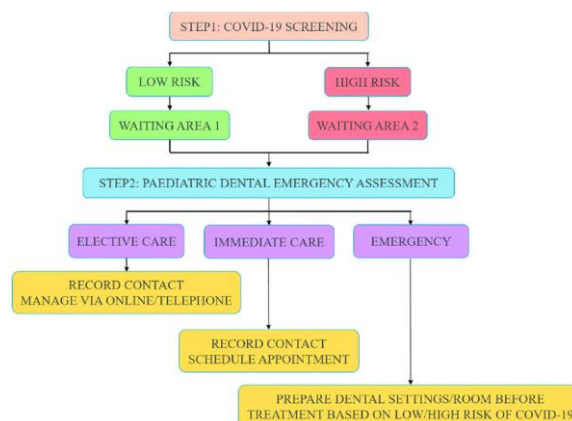 STEP1: COVID-19 SCREENING
LOW RISK
HIGH RISK
WAITING AREA 1
WAITING AREA 2
STEP2: PAEDIATRIC DENTAL EMERGENCY ASSESSMENT
ELECTIVE CARE
IMMEDIATE CARE
EMERGENCY
RECORD CONTACT
MANAGE VIA ONLINE/TELEPHONE
RECORD CONTACT
SCHEDULE APPOINTMENT
PREPARE DENTAL SETTINGS/ROOM BEFORE
TREATMENT BASED ON LOW/HIGH RISK OF COVID-19